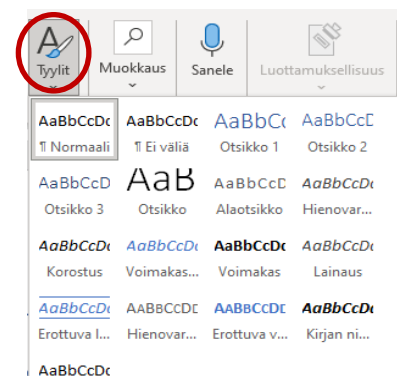 Tyylit Muokkaus Sanele Luottamuksellisuus
AaBbCcDc AaBbCcDc AaBbCc AaBbCcD
¶ Normaali ¶ Ei väliä Otsikko 1 Otsikko 2
AaBbCcD AaB AaBbCcD AaBbCcDc
Otsikko 3 Otsikko Alaotsikko Hienovar...
AaBbCcDc AaBbCcDc AaBbCcDc AaBbCcDc
Korostus Voimakas... Voimakas Lainaus
AaBbCcDc AABBCCDE AABBCCDE AaBbCcDc
Erottuva l... Hienovar... Erottuva v... Kirjan ni...
AaBbCcDc